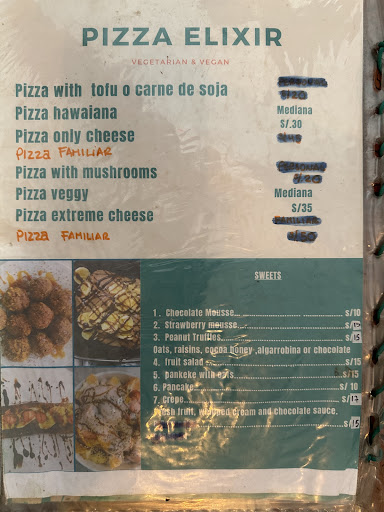 PIZZA ELIXIR
VEGETARIAN & VEGAN
Pizza with tofu o carne de soja
Pizza hawaiana Mediana
S/.30
Pizza only cheese
Pizza FAMILIAR
Pizza with mushrooms
Pizza veggy Mediana
S/35
Pizza extreme cheese FAMILIAR
Pizza FAMILIAR
SWEETS
1. Chocolate Mousse... S/10
2. Strawberry mousse... S/10
3. Peanut Truffles... S/15
Oats, raisins, cocoa honey ,algarrobina or chocolate
4. fruit salad S/15
5. pankeke with oats S/15
6. Pancake S/ 10
7. Crepe S/ 17
Fresh fruit, whipped cream and chocolate sauce.
S/15